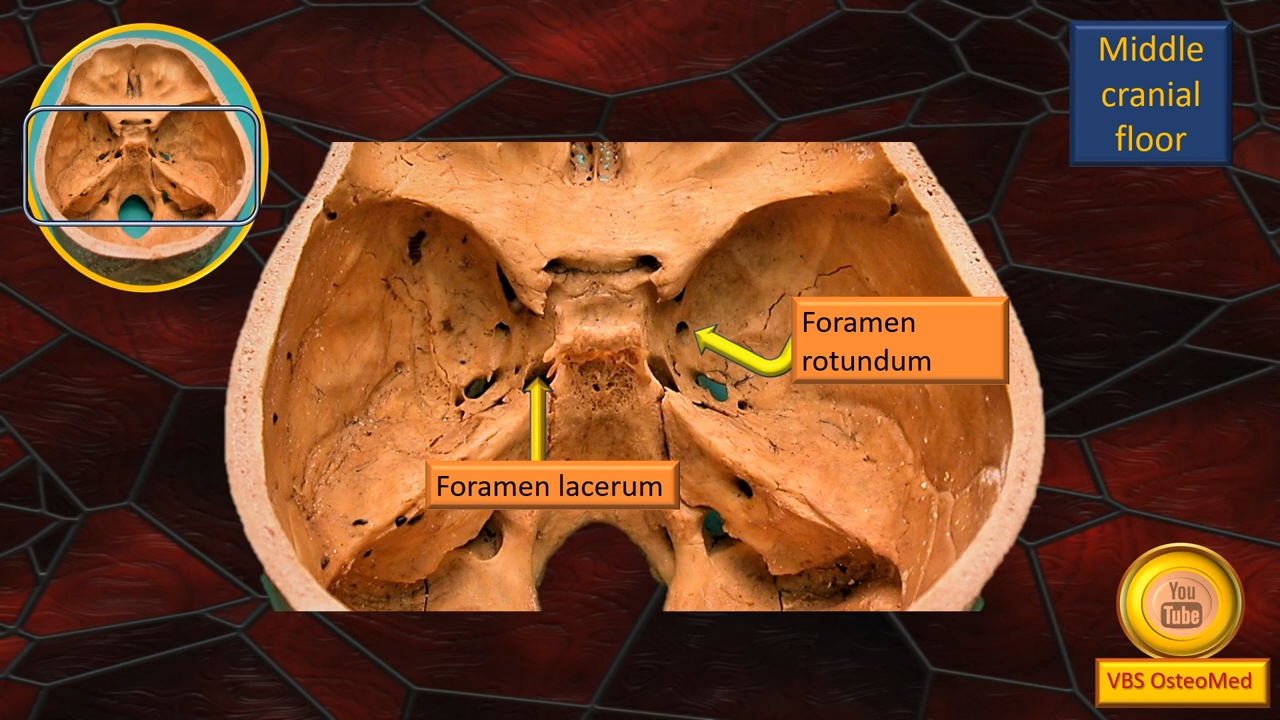 Middle
cranial
floor
Foramen
rotundum
Foramen lacerum
You
Tube
VBS OsteoMed